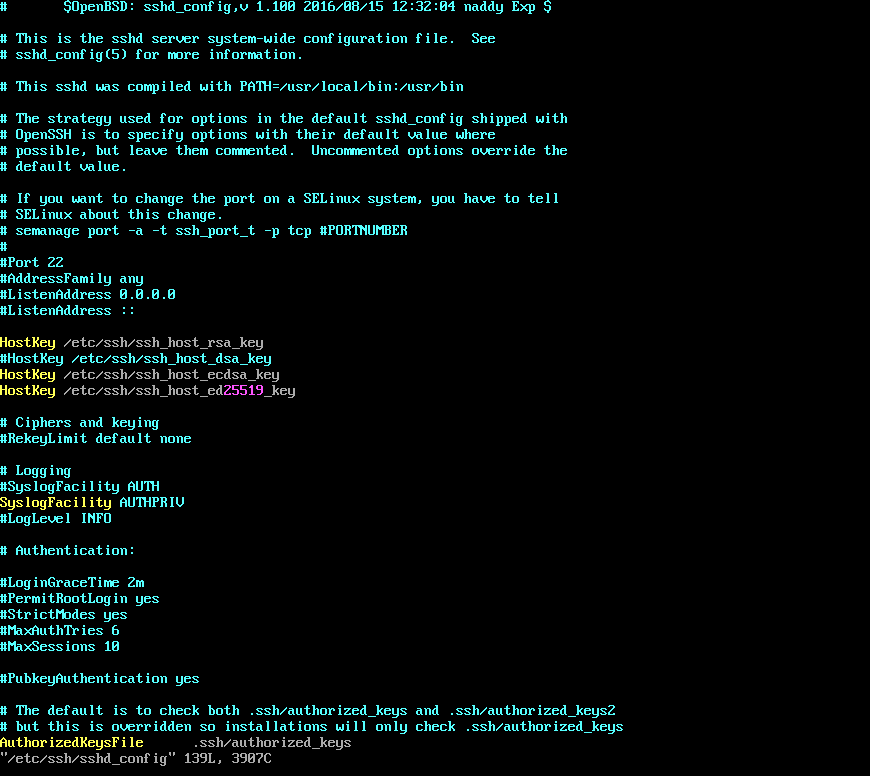 #       $OpenBSD: sshd_config,v 1.100 2016/08/15 12:32:04 naddy Exp $
# This is the sshd server system-wide configuration file.  See
# sshd_config(5) for more information.
# This sshd was compiled with PATH=/usr/local/bin:/usr/bin
# The strategy used for options in the default sshd_config shipped with
# OpenSSH is to specify options with their default value where
# possible, but leave them commented.  Uncommented options override the
# default value.
# If you want to change the port on a SELinux system, you have to tell
# SELinux about this change.
# semanage port -a -t ssh_port_t -p tcp #PORTNUMBER
#
#Port 22
#AddressFamily any
#ListenAddress 0.0.0.0
#ListenAddress ::
HostKey /etc/ssh/ssh_host_rsa_key
#HostKey /etc/ssh/ssh_host_dsa_key
HostKey /etc/ssh/ssh_host_ecdsa_key
HostKey /etc/ssh/ssh_host_ed25519_key
# Ciphers and keying
#RekeyLimit default none
# Logging
#SyslogFacility AUTH
SyslogFacility AUTHPRIV
#LogLevel INFO
# Authentication:
#LoginGraceTime 2m
#PermitRootLogin yes
#StrictModes yes
#MaxAuthTries 6
#MaxSessions 10
#PubkeyAuthentication yes
# The default is to check both .ssh/authorized_keys and .ssh/authorized_keys2
# but this is overridden so installations will only check .ssh/authorized_keys
AuthorizedKeysFile      .ssh/authorized_keys
"/etc/ssh/sshd_config" 139L, 3907C